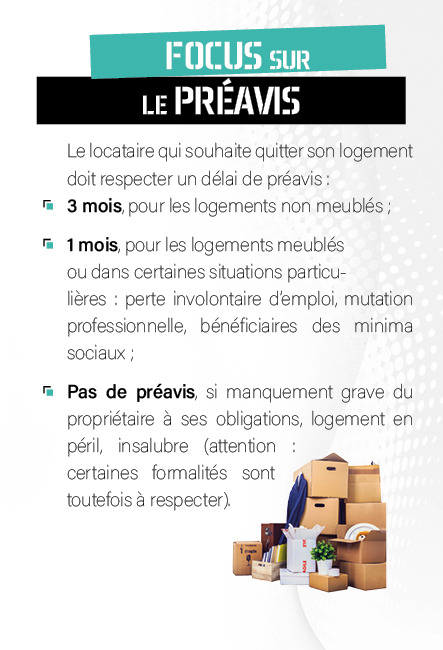 FOCUS SUR
LE PRÉAVIS
Le locataire qui souhaite quitter son logement
doit respecter un délai de préavis :
3 mois, pour les logements non meublés ;
1 mois, pour les logements meublés
ou dans certaines situations particu-
lières : perte involontaire d'emploi, mutation
professionnelle, bénéficiaires des minima
sociaux ;
Pas de préavis, si manquement grave du
propriétaire à ses obligations, logement en
péril, insalubre (attention :
certaines formalités sont
toutefois à respecter).